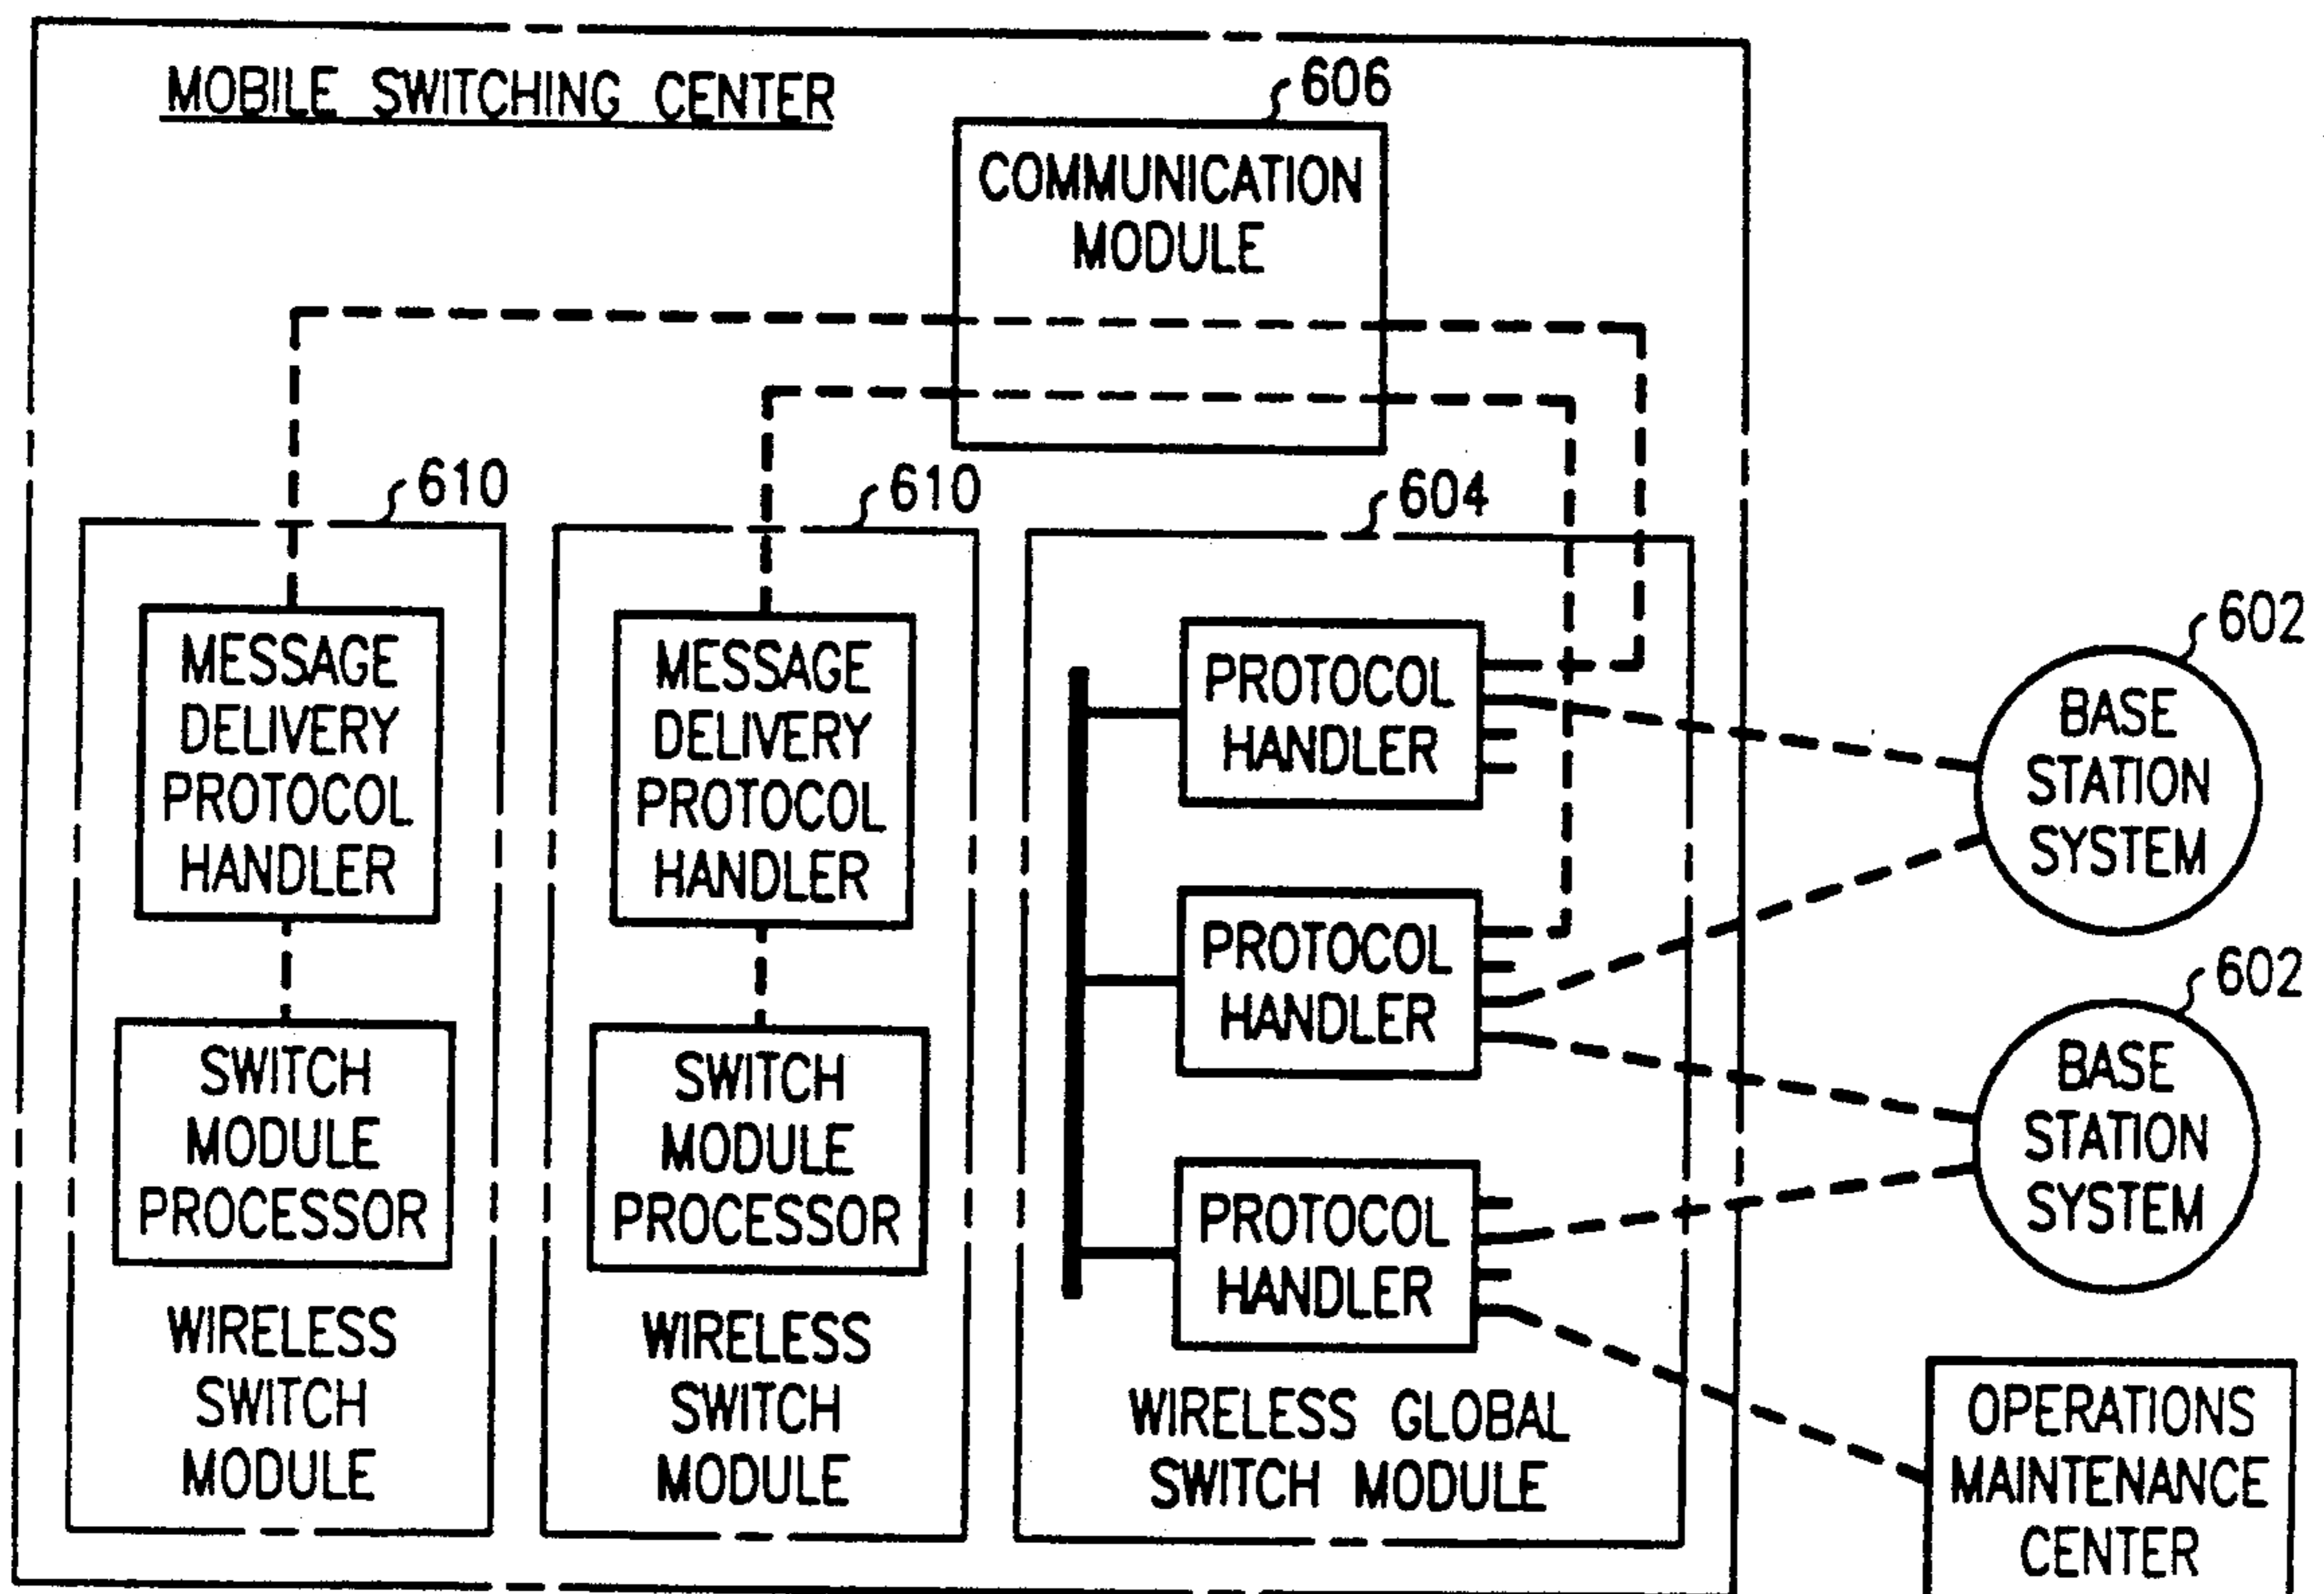 MOBILE SWITCHING CENTER
606
COMMUNICATION
MODULE
610
610
604
MESSAGE
DELIVERY
PROTOCOL
HANDLER
SWITCH
MODULE
PROCESSOR
WIRELESS
SWITCH
MODULE
MESSAGE
DELIVERY
PROTOCOL
HANDLER
SWITCH
MODULE
PROCESSOR
WIRELESS
SWITCH
MODULE
PROTOCOL
HANDLER
PROTOCOL
HANDLER
PROTOCOL
HANDLER
WIRELESS GLOBAL
SWITCH MODULE
602
BASE
STATION
SYSTEM
602
BASE
STATION
SYSTEM
OPERATIONS
MAINTENANCE
CENTER